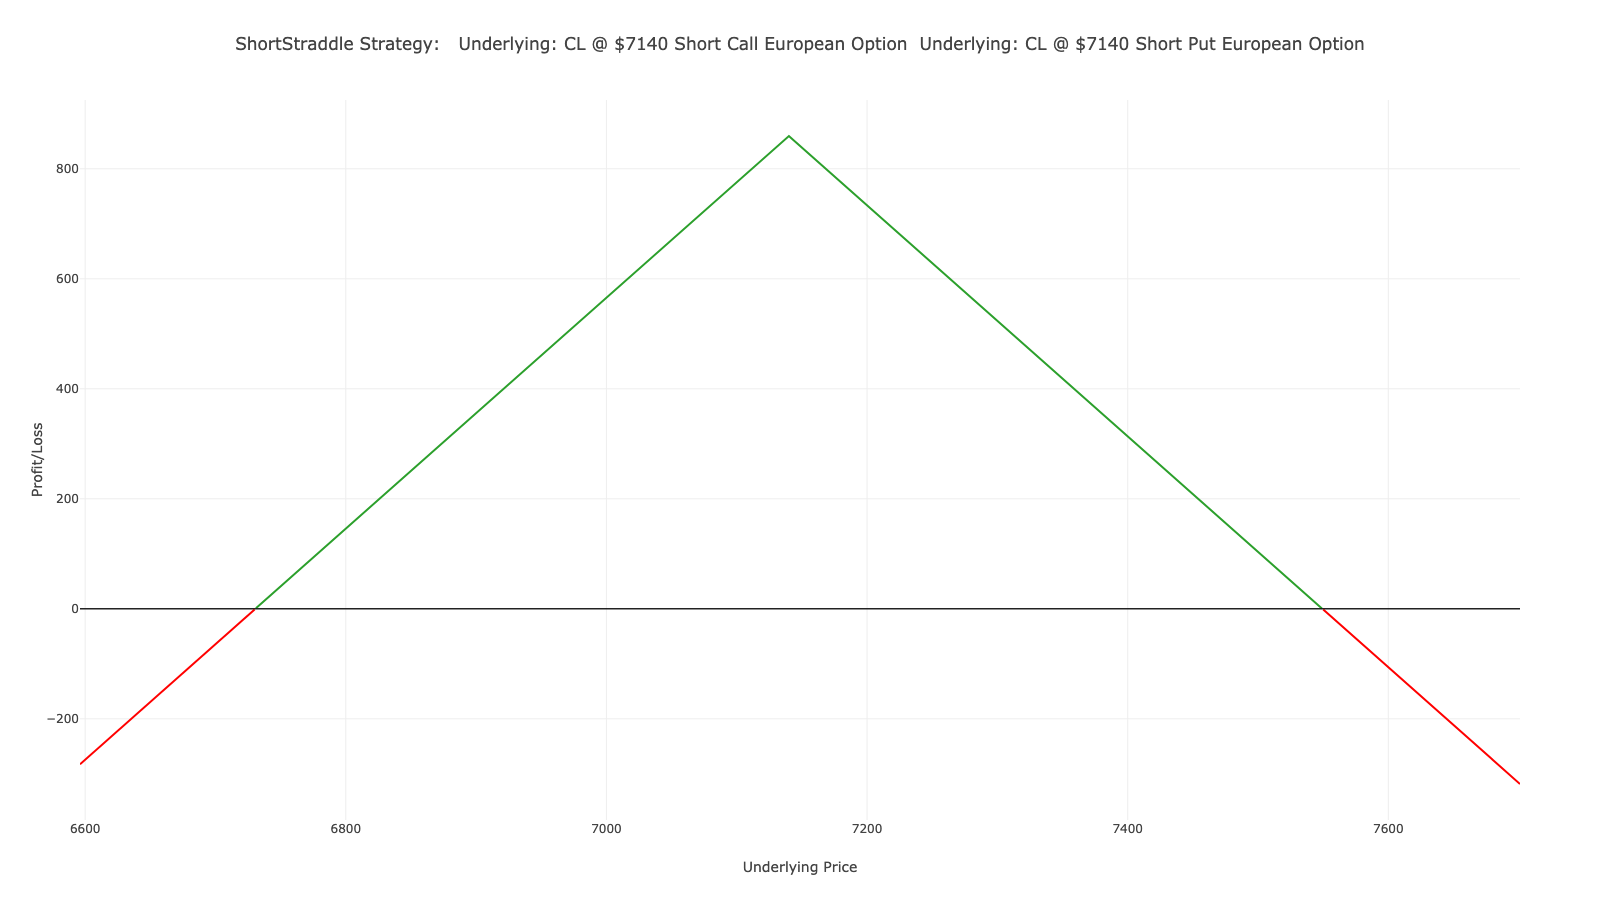 ShortStraddle Strategy:   Underlying: CL @ $7140 Short Call European Option  Underlying: CL @ $7140 Short Put European Option
800
600
400
200
0
−200
Profit/Loss
6600 6800 7000 7200 7400 7600
Underlying Price